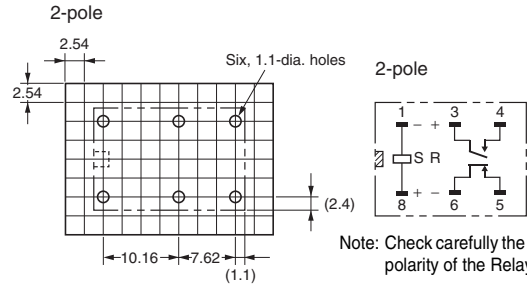 2-pole
2.54
2.54
Six, 1.1-dia. holes
(2.4)
10.16
7.62
(1.1)
2-pole
1 3 4
- +
S R
+ -
8 6 5
Note: Check carefully the
polarity of the Relay